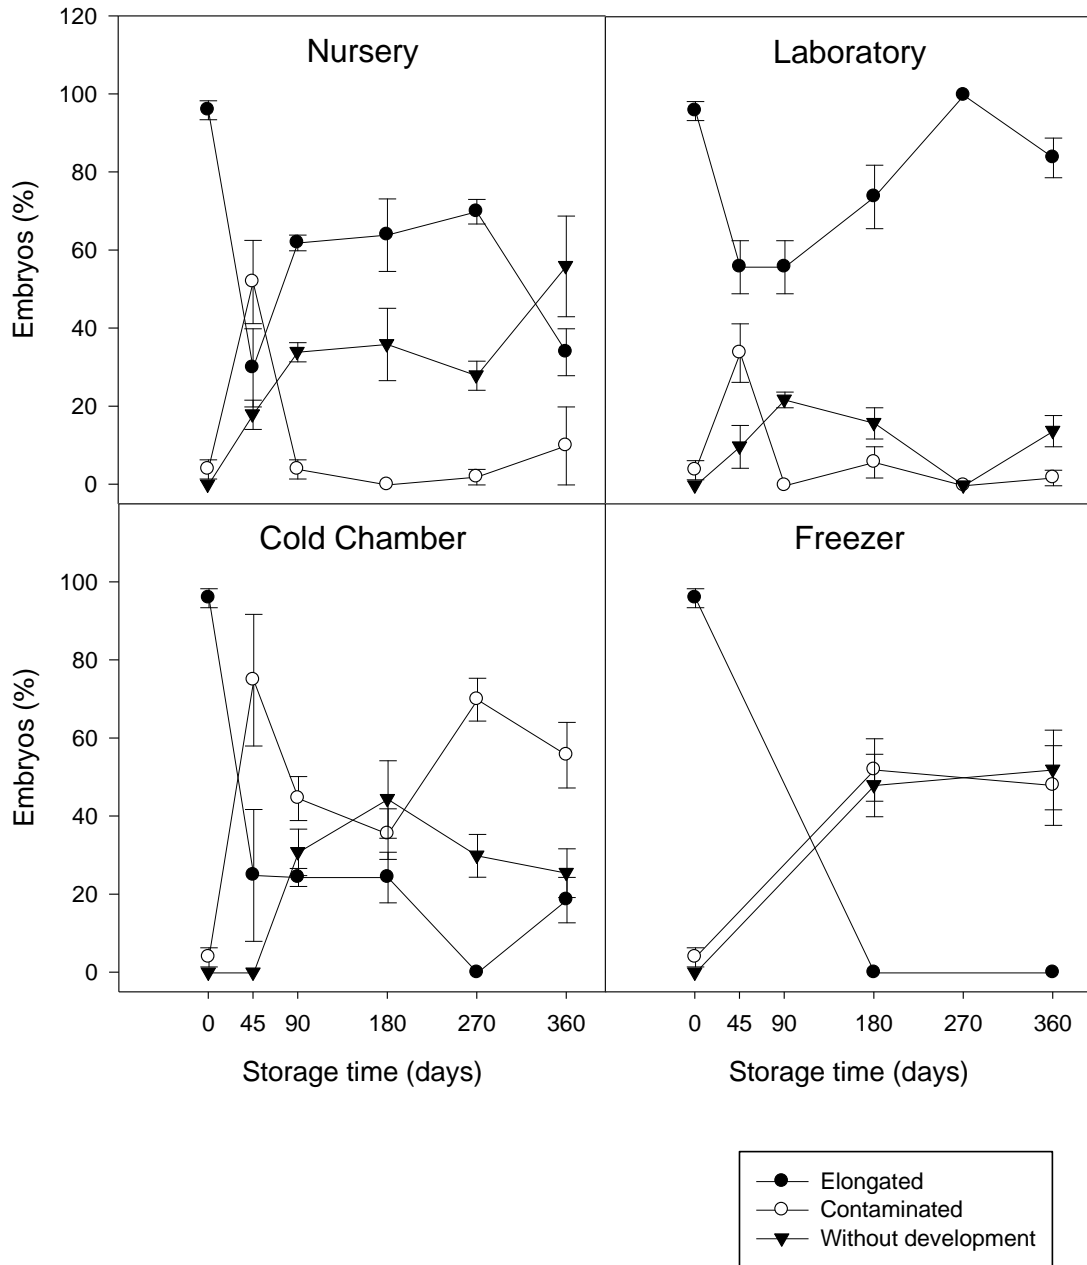 Nursery
Laboratory
120
100
80
60
40
20
0
Embryos (%)
Cold Chamber
Freezer
100
80
60
40
20
0
Embryos (%)
0 45 90 180 270 360
0 45 90 180 270 360
Storage time (days)
Storage time (days)
Elongated
Contaminated
Without development